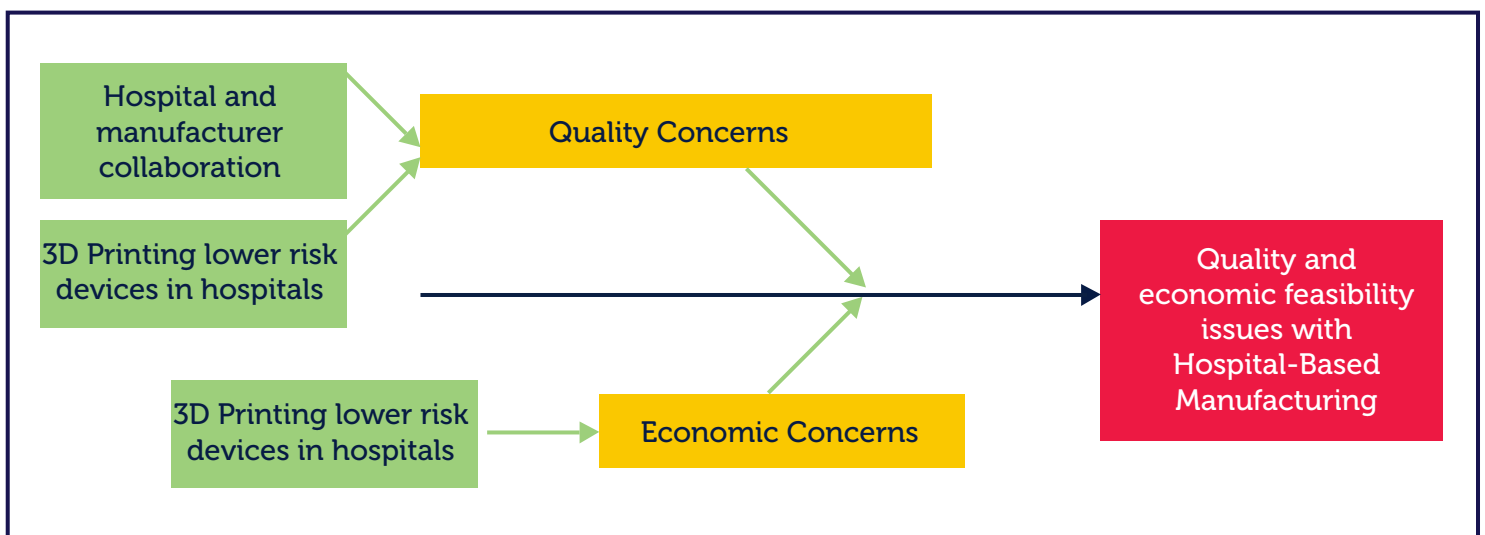 Hospital and
manufacturer
collaboration
Quality Concerns
3D Printing lower risk
devices in hospitals
Quality and
economic feasibility
issues with
Hospital-Based
Manufacturing
3D Printing lower risk
devices in hospitals
Economic Concerns